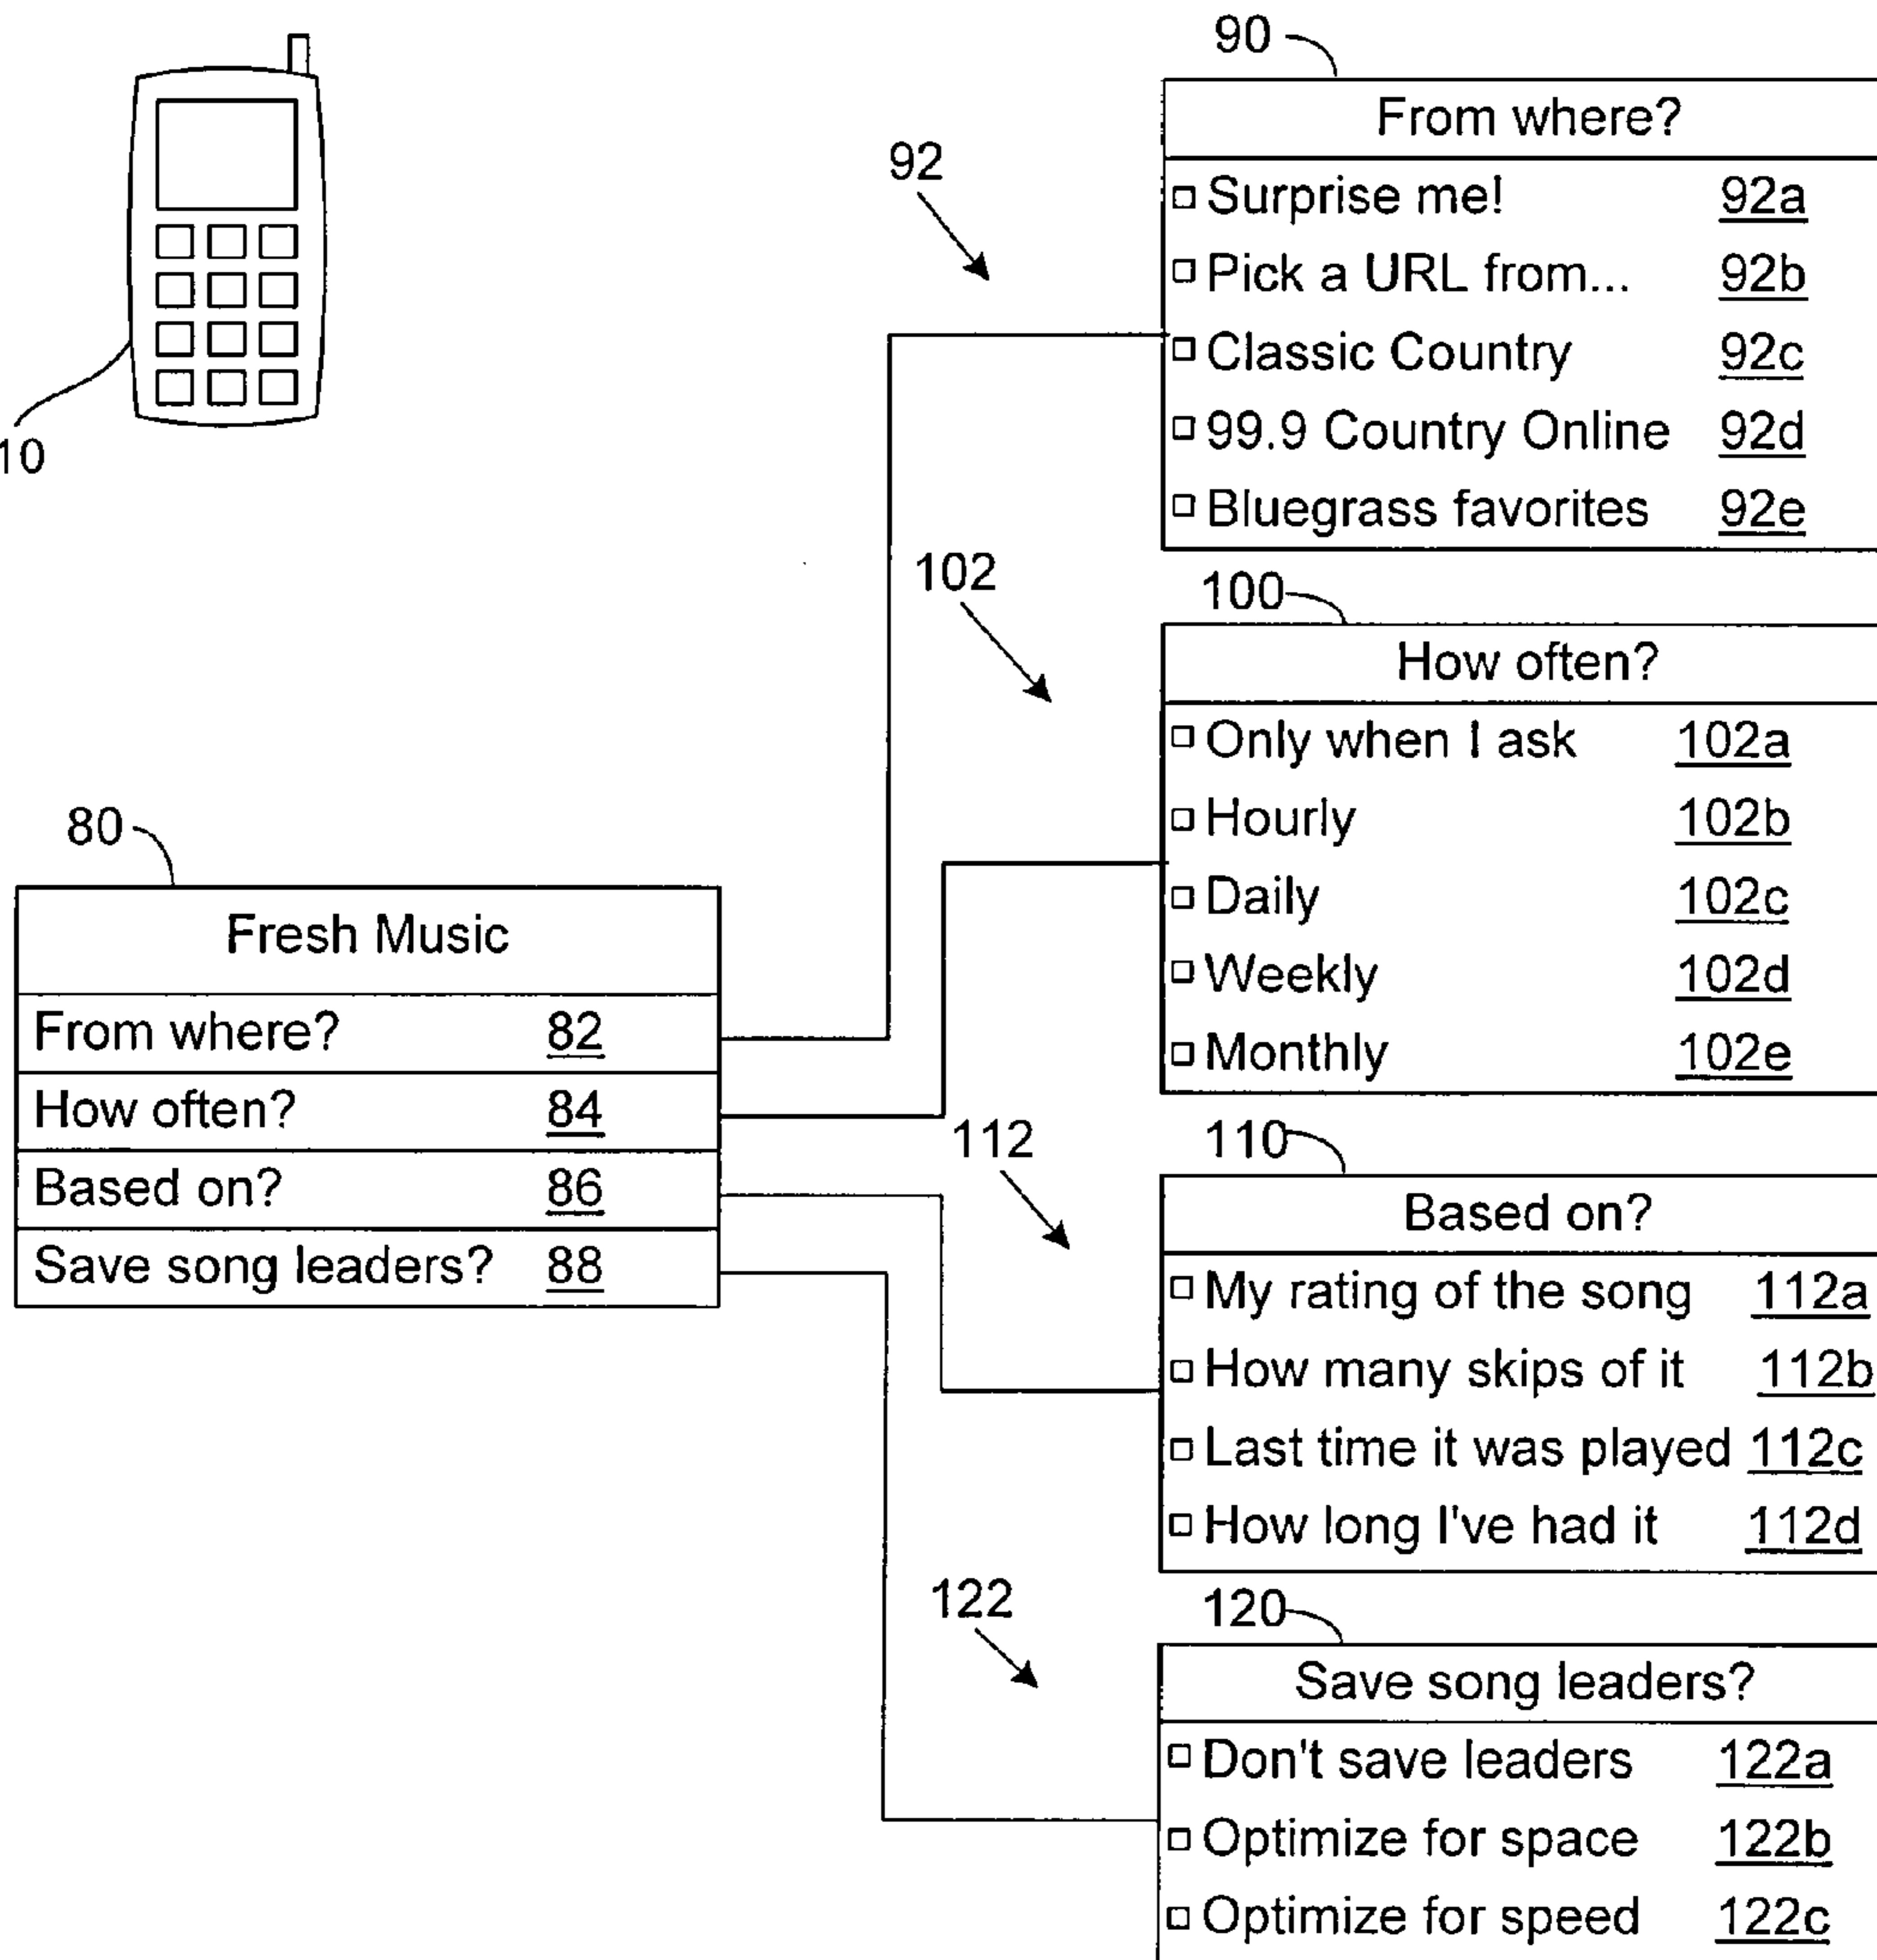 90
From where?
92
Surprise me! 92a
Pick a URL from... 92b
Classic Country 92c
99.9 Country Online 92d
Bluegrass favorites 92e
10
102
100
How often?
Only when I ask 102a
Hourly 102b
Daily 102c
Weekly 102d
Monthly 102e
80
Fresh Music
From where? 82
How often? 84
Based on? 86
Save song leaders? 88
112
110
Based on?
My rating of the song 112a
How many skips of it 112b
Last time it was played 112c
How long I've had it 112d
122
120
Save song leaders?
Don't save leaders 122a
Optimize for space 122b
Optimize for speed 122c